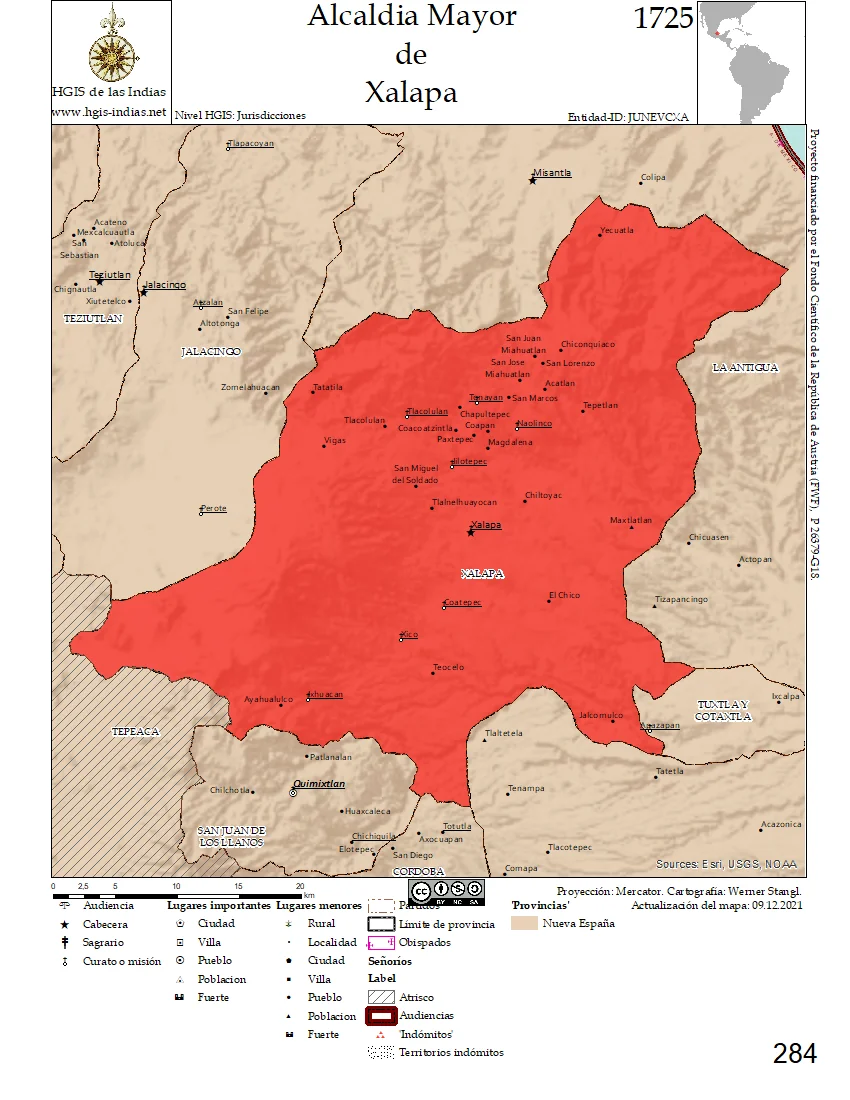 Alcaldia Mayor
de
Xalapa
1725
HGIS de las Indias
www.hgis-indias.net
Nivel HGIS: Jurisdicciones
Entidad-ID: JUNEVCXA
Proyecto financiado por el Fondo Científico de la República de Austria (FWF), P 26379-G18.
Tlapacoyan
Misantla
Colipa
Acateno
Mexcalcuautla
San
Sebastian
Atoluca
Yecuatla
Teziutlan
Jalacingo
Chignautla
Xiutetelco
Atzalan
San Felipe
Altotonga
TEZIUTLAN
JALACINGO
San Juan
Miahuatlan
Chiconquiaco
San Jose
Miahuatlan
San Lorenzo
LA ANTIGUA
Acatlan
Zomelahuacan
Tatatila
Tonayan
San Marcos
Tepetlan
Tlacolulan
Chapultepec
Tlacolulan
Coacoatzintla
Coapan
Naolinco
Paxtepec
Magdalena
Vigas
Jilotepec
San Miguel
del Soldado
Tlalnelhuayocan
Chiltoyac
Perote
Xalapa
Maxtlatlan
Chicuasen
Actopan
XALAPA
Coatepec
El Chico
Tizapancingo
Xico
Teocelo
Ayahualulco
Ixhuacan
Ixcalpa
TUXTLA Y
COTAXTLA
Jalcomulco
Apazapan
TEPEACA
Tlaltetela
Patlanalan
Tatetla
Chilchotla
Quimixtlan
Tenampa
Huaxcaleca
SAN JUAN DE
LOS LLANOS
Chichiquila
Totutla
Axocuapan
Acazonica
Elotepec
San Diego
Tlacotepec
CORDOBA
Comapa
Sources: Esri, USGS, NOAA
0 2,5 5 10 15 20
km
CC BY NC SA
Proyección: Mercator. Cartografía: Werner Stangl.
Actualización del mapa: 09.12.2021
Audiencia
Cabecera
Sagrario
Curato o misión
Lugares importantes
Ciudad
Villa
Pueblo
Poblacion
Fuerte
Lugares menores
Rural
Localidad
Ciudad
Villa
Pueblo
Poblacion
Fuerte
Partidos
Límite de provincia
Obispados
Señoríos
Label
Atrisco
Audiencias
'Indómitos'
Territorios indómitos
'Provincias'
Nueva España
284